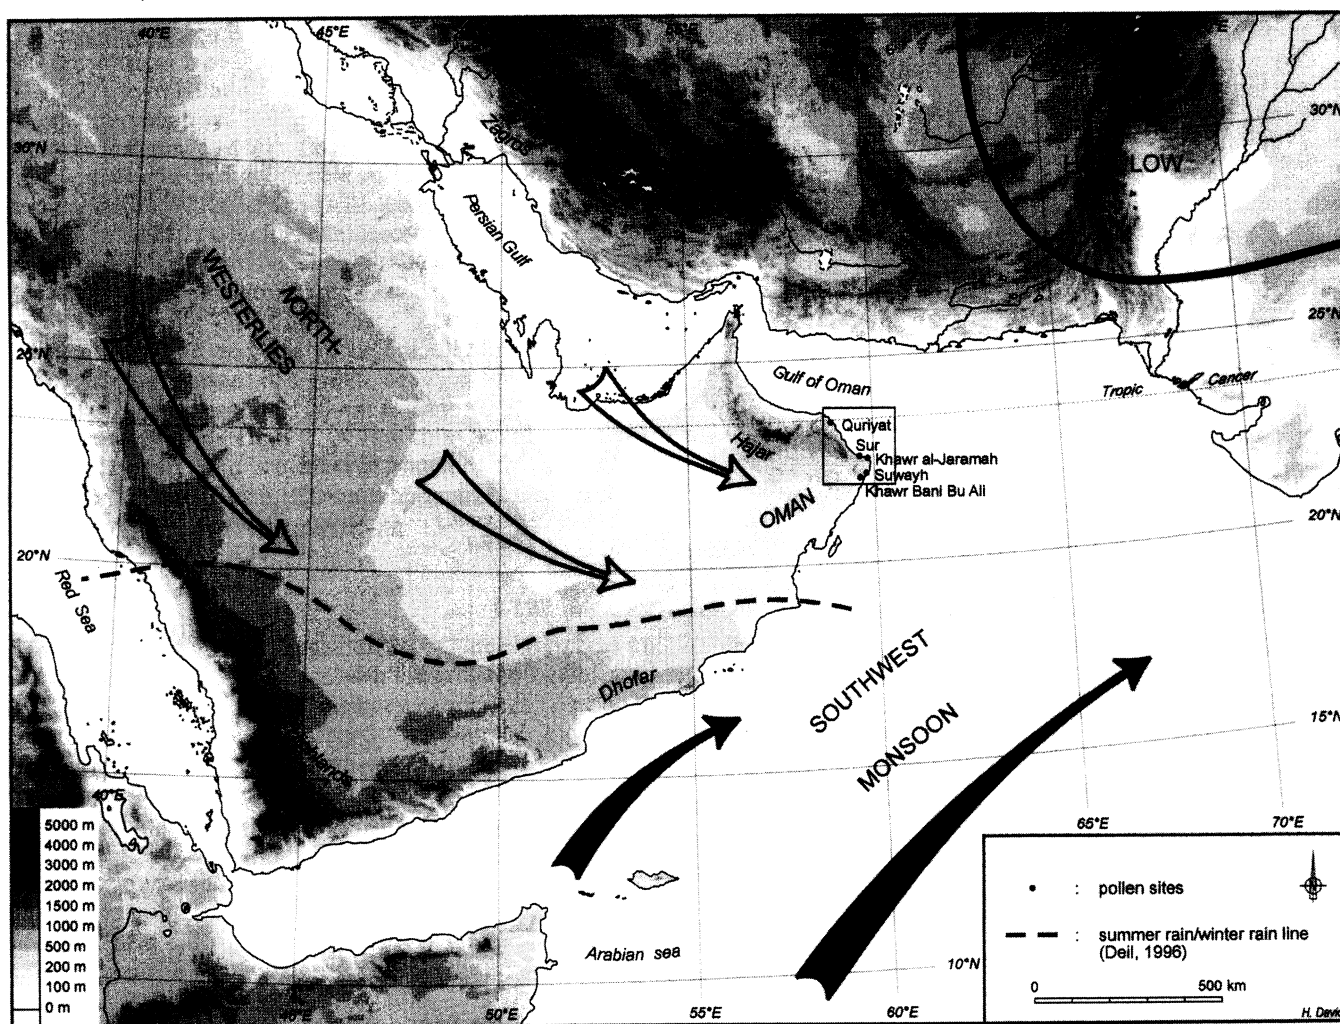 40°E
45°E
30°N
30°N
Zagros
LOW
Persian Gulf
NORTH-
WESTERLIES
25°N
25°N
Gulf of Oman
Tropic
Cancer
Quriyat
Hajar
Sur
Khawr al-Jaramah
Suwayh
Khawr Bani Bu Ali
OMAN
20°N
20°N
Red Sea
SOUTHWEST
MONSOON
Dhofar
15°N
40°E
5000 m
4000 m
3000 m
2000 m
1500 m
1000 m
500 m
200 m
100 m
0 m
65°E
70°E
Arabian sea
10°N
50°E
55°E
60°E
: pollen sites
: summer rain/winter rain line
(Deil, 1996)
0
500 km
N